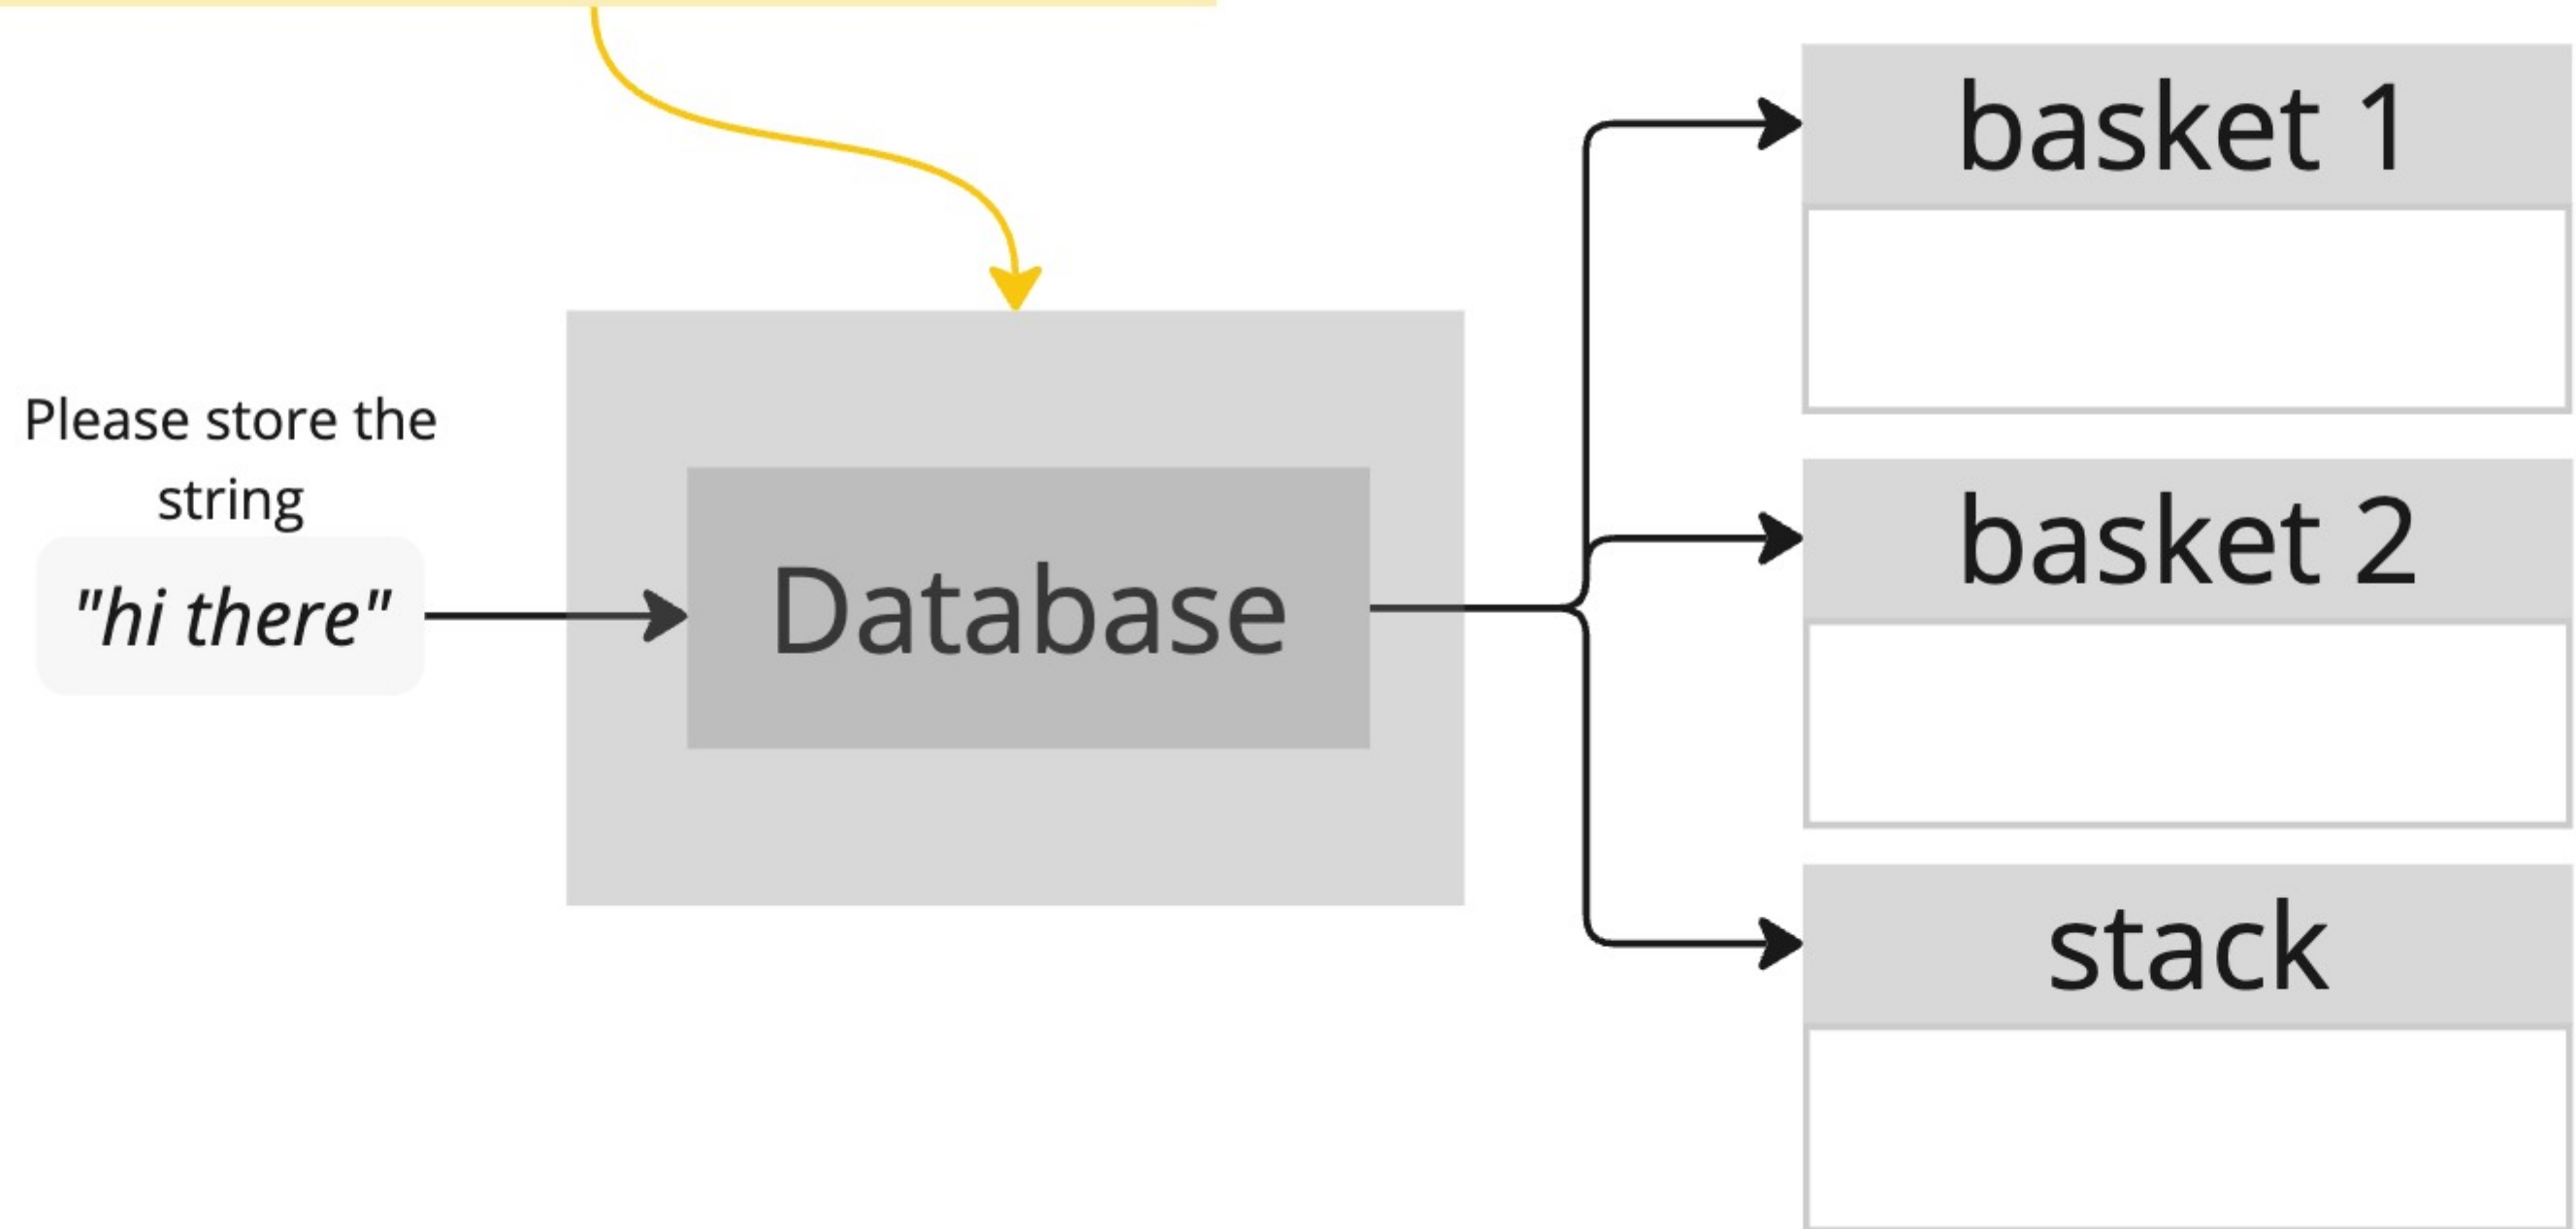 Please store the
string
"hi there"
Database
basket 1
basket 2
stack